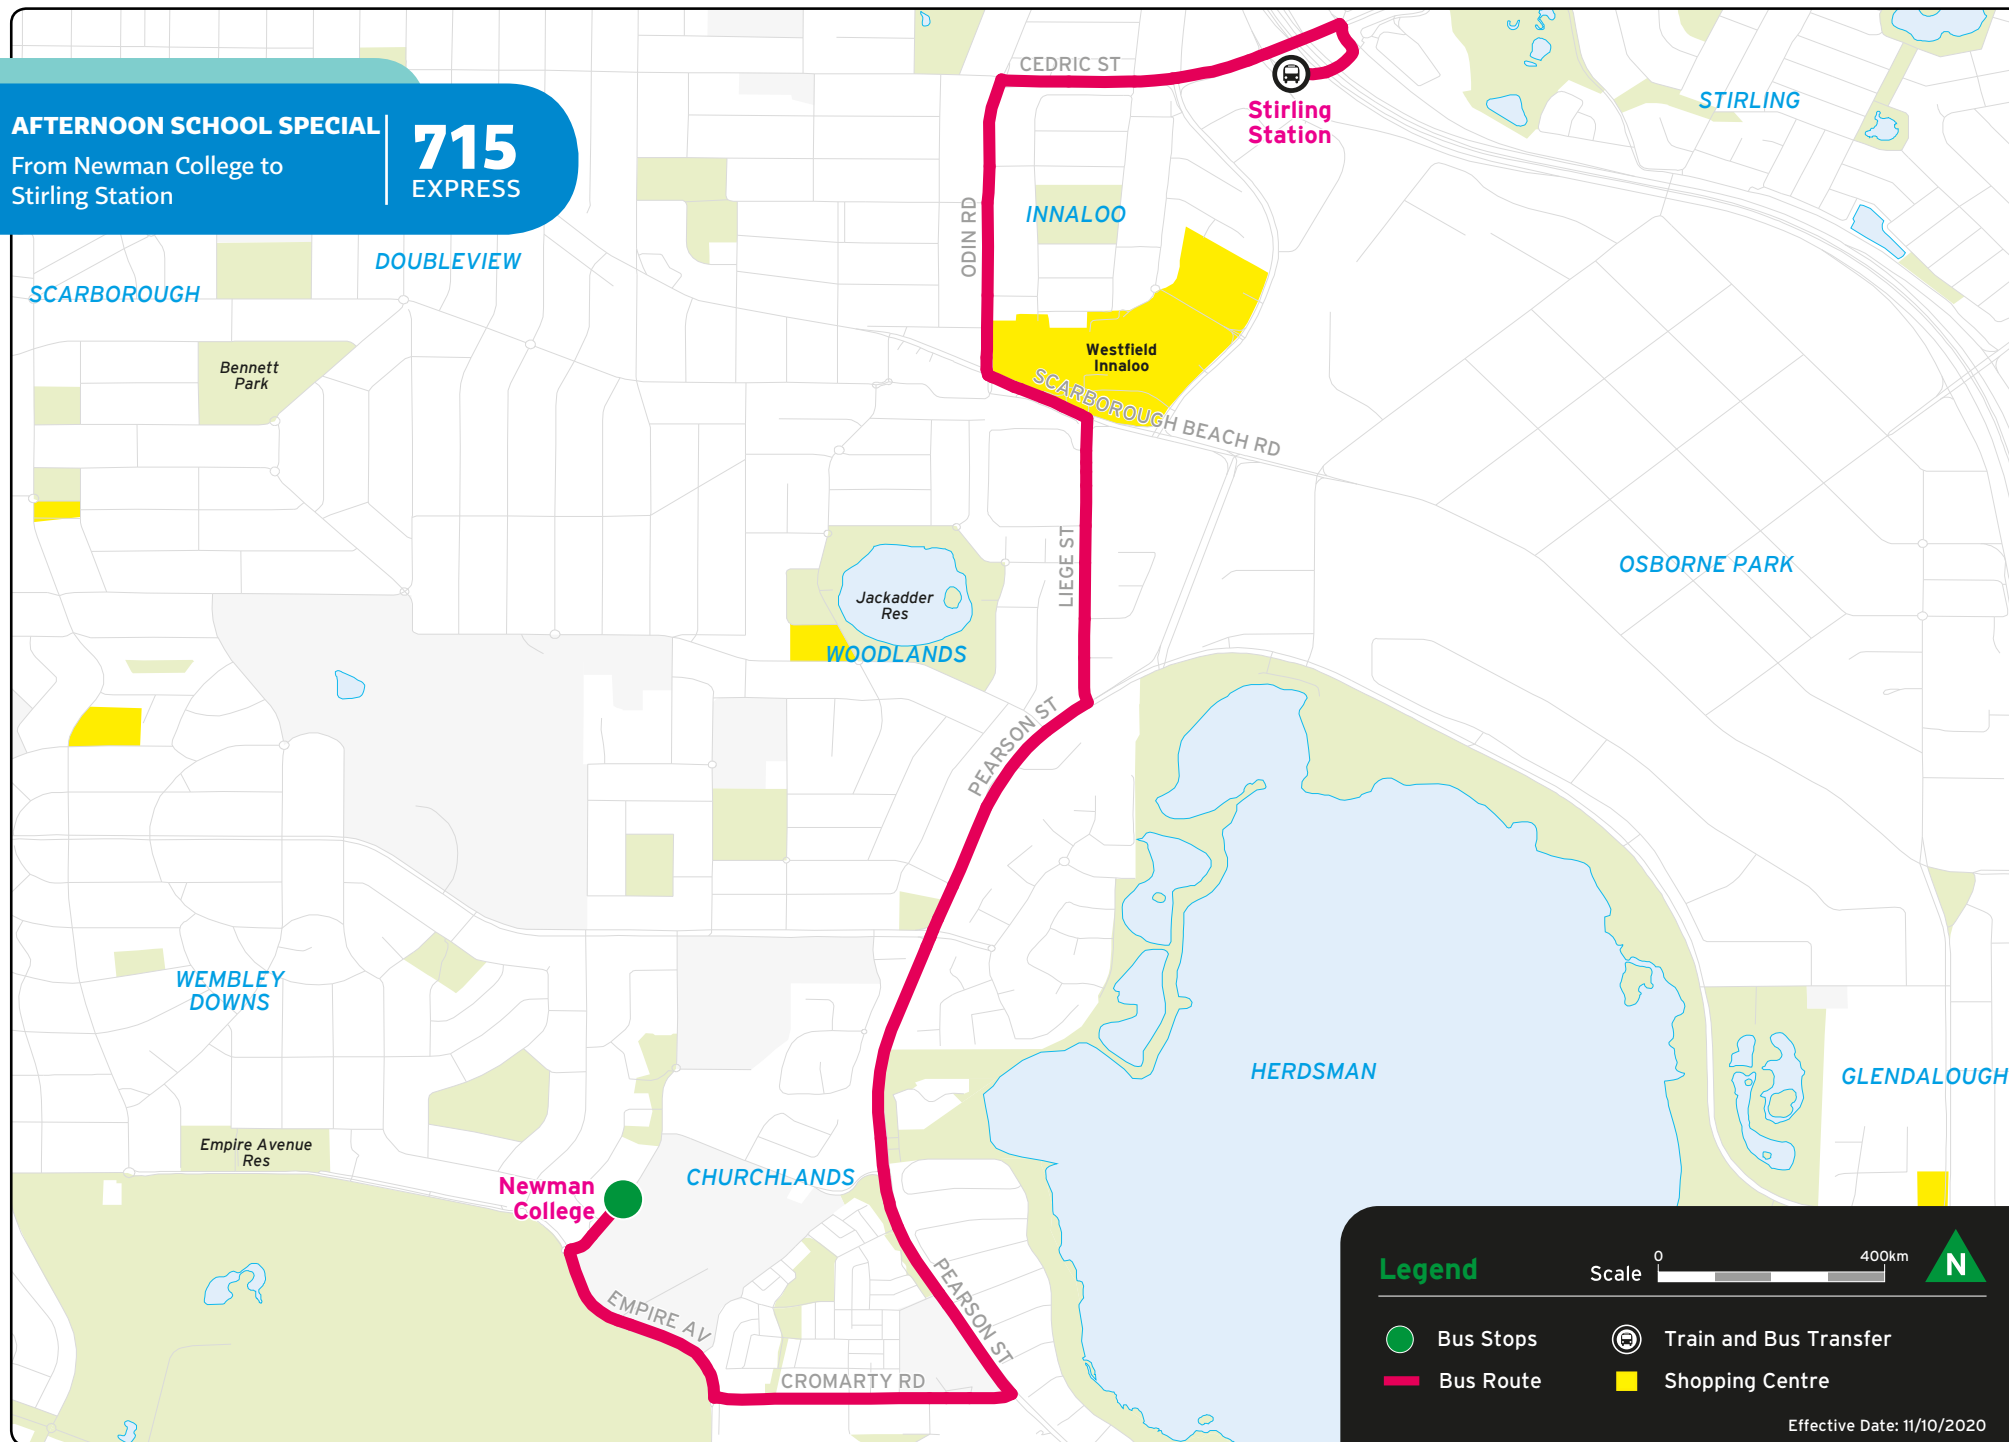 AFTERNOON SCHOOL SPECIAL
From Newman College to
Stirling Station
715
EXPRESS
CEDRIC ST
Stirling
Station
STIRLING
ODIN RD
INNALOO
DOUBLEVIEW
SCARBOROUGH
Westfield
Innaloo
Bennett
Park
SCARBOROUGH BEACH RD
LIEGE ST
OSBORNE PARK
Jackadder
Res
WOODLANDS
PEARSON ST
WEMBLEY
DOWNS
HERDSMAN
GLENDALOUGH
Empire Avenue
Res
Newman
College
CHURCHLANDS
EMPIRE AV
PEARSON ST
CROMARTY RD
Legend
Scale
0
400km
N
Bus Stops
Train and Bus Transfer
Bus Route
Shopping Centre
Effective Date: 11/10/2020